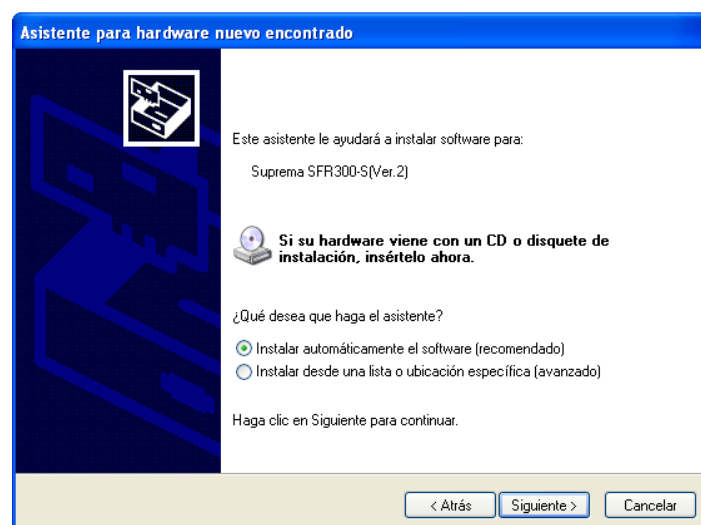 Asistente para hardware nuevo encontrado
Este asistente le ayudará a instalar software para:
Suprema SFR300-S(Ver.2)
Si su hardware viene con un CD o disquete de
instalación, insértelo ahora.
¿Qué desea que haga el asistente?
Instalar automáticamente el software (recomendado)
Instalar desde una lista o ubicación específica (avanzado)
Haga clic en Siguiente para continuar.
< Atrás
Siguiente >
Cancelar